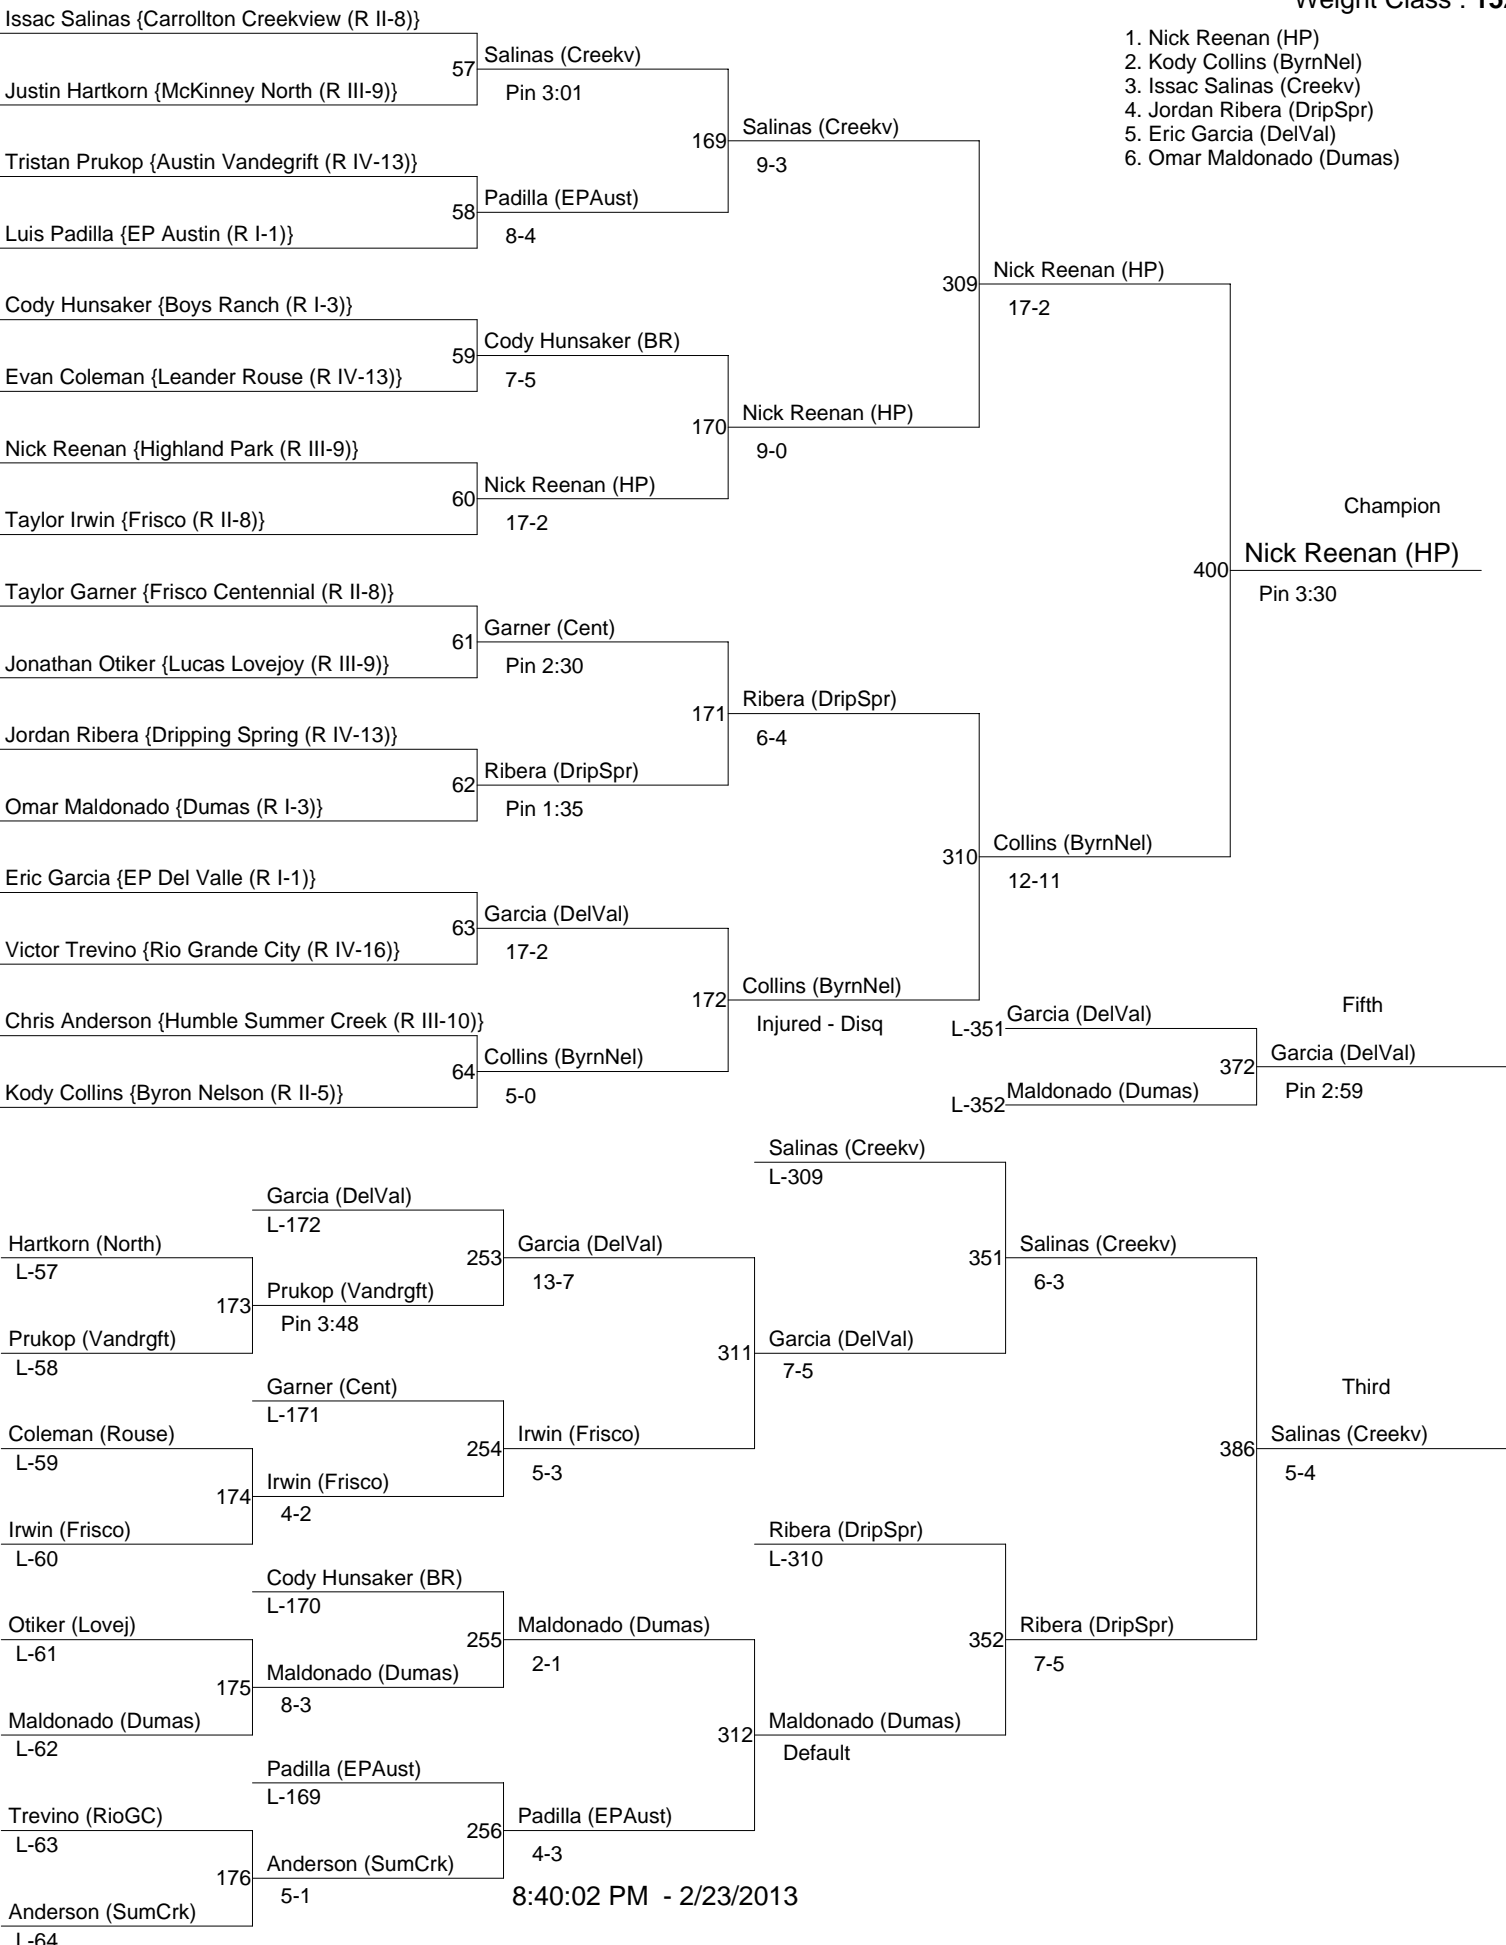 Weight Class :
1. Nick Reenan (HP)
2. Kody Collins (ByrnNel)
3. Issac Salinas (Creekv)
4. Jordan Ribera (DripSpr)
5. Eric Garcia (DelVal)
6. Omar Maldonado (Dumas)
Issac Salinas {Carrollton Creekview (R II-8)}
57 Salinas (Creekv)
Justin Hartkorn {McKinney North (R III-9)}
Pin 3:01
169 Salinas (Creekv)
9-3
Tristan Prukop {Austin Vandegrift (R IV-13)}
58 Padilla (EPAust)
Luis Padilla {EP Austin (R I-1)}
8-4
309 Nick Reenan (HP)
17-2
Cody Hunsaker {Boys Ranch (R I-3)}
59 Cody Hunsaker (BR)
Evan Coleman {Leander Rouse (R IV-13)}
7-5
170 Nick Reenan (HP)
9-0
Nick Reenan {Highland Park (R III-9)}
60 Nick Reenan (HP)
Taylor Irwin {Frisco (R II-8)}
17-2
Champion
400 Nick Reenan (HP)
Pin 3:30
Taylor Garner {Frisco Centennial (R II-8)}
61 Garner (Cent)
Jonathan Otiker {Lucas Lovejoy (R III-9)}
Pin 2:30
171 Ribera (DripSpr)
6-4
Jordan Ribera {Dripping Spring (R IV-13)}
62 Ribera (DripSpr)
Omar Maldonado {Dumas (R I-3)}
Pin 1:35
310 Collins (ByrnNel)
12-11
Eric Garcia {EP Del Valle (R I-1)}
63 Garcia (DelVal)
Victor Trevino {Rio Grande City (R IV-16)}
17-2
172 Collins (ByrnNel)
Injured - Disq
Chris Anderson {Humble Summer Creek (R III-10)}
64 Collins (ByrnNel)
Kody Collins {Byron Nelson (R II-5)}
5-0
Fifth
L-351 Garcia (DelVal)
372 Garcia (DelVal)
L-352 Maldonado (Dumas)
Pin 2:59
Salinas (Creekv)
L-309
Garcia (DelVal)
L-172
Hartkorn (North)
L-57
253 Garcia (DelVal)
13-7
351 Salinas (Creekv)
6-3
173 Prukop (Vandrgft)
Pin 3:48
Prukop (Vandrgft)
L-58
311 Garcia (DelVal)
7-5
Garner (Cent)
L-171
Third
Coleman (Rouse)
L-59
254 Irwin (Frisco)
5-3
386 Salinas (Creekv)
5-4
174 Irwin (Frisco)
4-2
Irwin (Frisco)
L-60
Ribera (DripSpr)
L-310
Cody Hunsaker (BR)
L-170
Otiker (Lovej)
L-61
255 Maldonado (Dumas)
2-1
352 Ribera (DripSpr)
7-5
175 Maldonado (Dumas)
8-3
Maldonado (Dumas)
L-62
312 Maldonado (Dumas)
Default
Padilla (EPAust)
L-169
Trevino (RioGC)
L-63
256 Padilla (EPAust)
4-3
176 Anderson (SumCrk)
5-1
8:40:02 PM - 2/23/2013
Anderson (SumCrk)
L-64